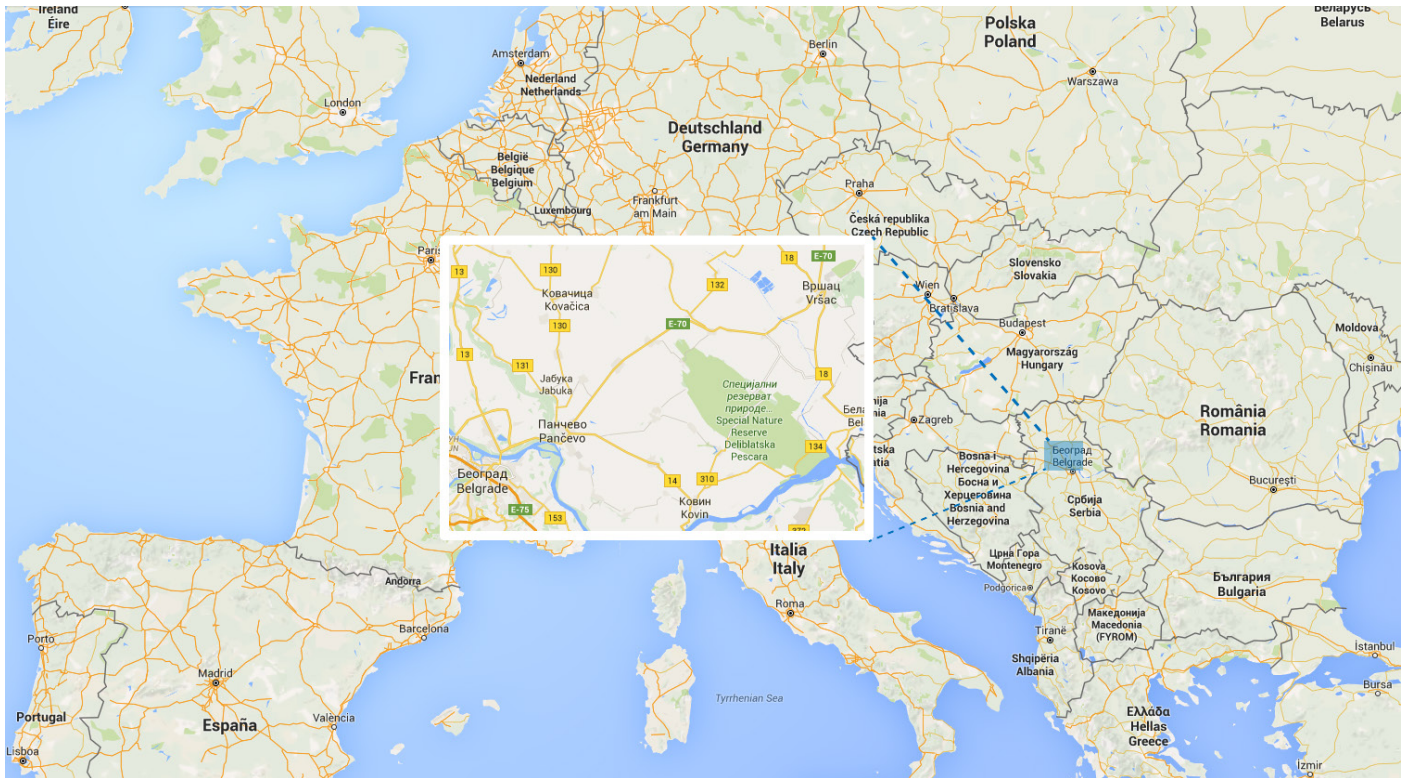 Ireland
Éire
Polska
Poland
Беларусь
Belarus
Berlin
Amsterdam
Nederland
Netherlands
Warszawa
London
Deutschland
Germany
België
Belgique
Belgium
Praha
Frankfurt
am Main
Luxembourg
Česká republika
Czech Republic
Paris
Slovensko
Slovakia
Wien
Bratislava
Budapest
Moldova
Magyarország
Hungary
Chișinău
Fran
România
Romania
Zagreb
Београд
Belgrade
Bosna i
Hercegovina
Босна и
Херцеговина
Bosnia and
Herzegovina
București
Србија
Serbia
13
130
18
E-70
Ковачица
Kovačica
132
Вршац
Vršac
130
E-70
13
131
18
Јабука
Jabuka
Специјални
резерват
природе...
Special Nature
Reserve
Deliblatska
Pescara
Панчево
Pančevo
134
Београд
Belgrade
14
310
Ковин
Kovin
E-75
153
372
Italia
Italy
Црна Гора
Montenegro
Kosova
Косово
Kosovo
Podgorica
България
Bulgaria
Andorra
Roma
Македонија
Macedonia
(FYROM)
Barcelona
Porto
Tiranë
İstanbul
Shqipëria
Albania
Madrid
Bursa
Tyrrhenian Sea
Portugal
España
València
Ελλάδα
Hellas
Greece
Lisboa
İzmir